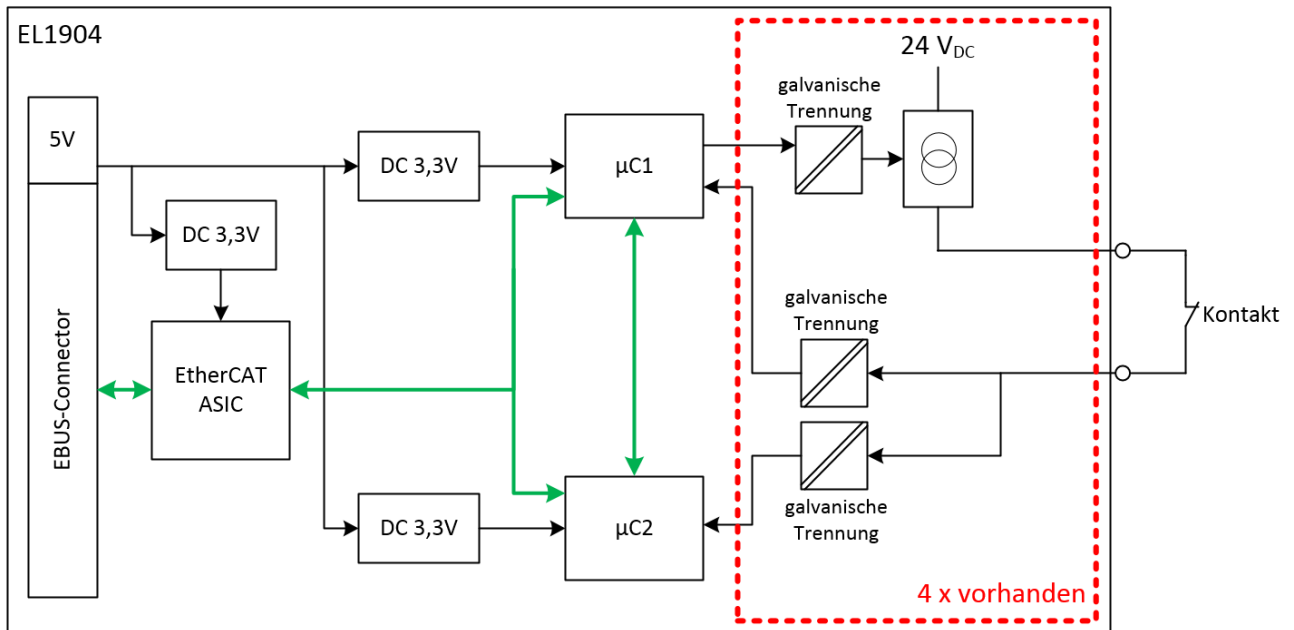 EL1904
24 VDC
galvanische
Trennung
5V
DC 3,3V
µC1
DC 3,3V
galvanische
Trennung
Kontakt
EtherCAT
ASIC
EBUS-Connector
DC 3,3V
µC2
galvanische
Trennung
4 x vorhanden